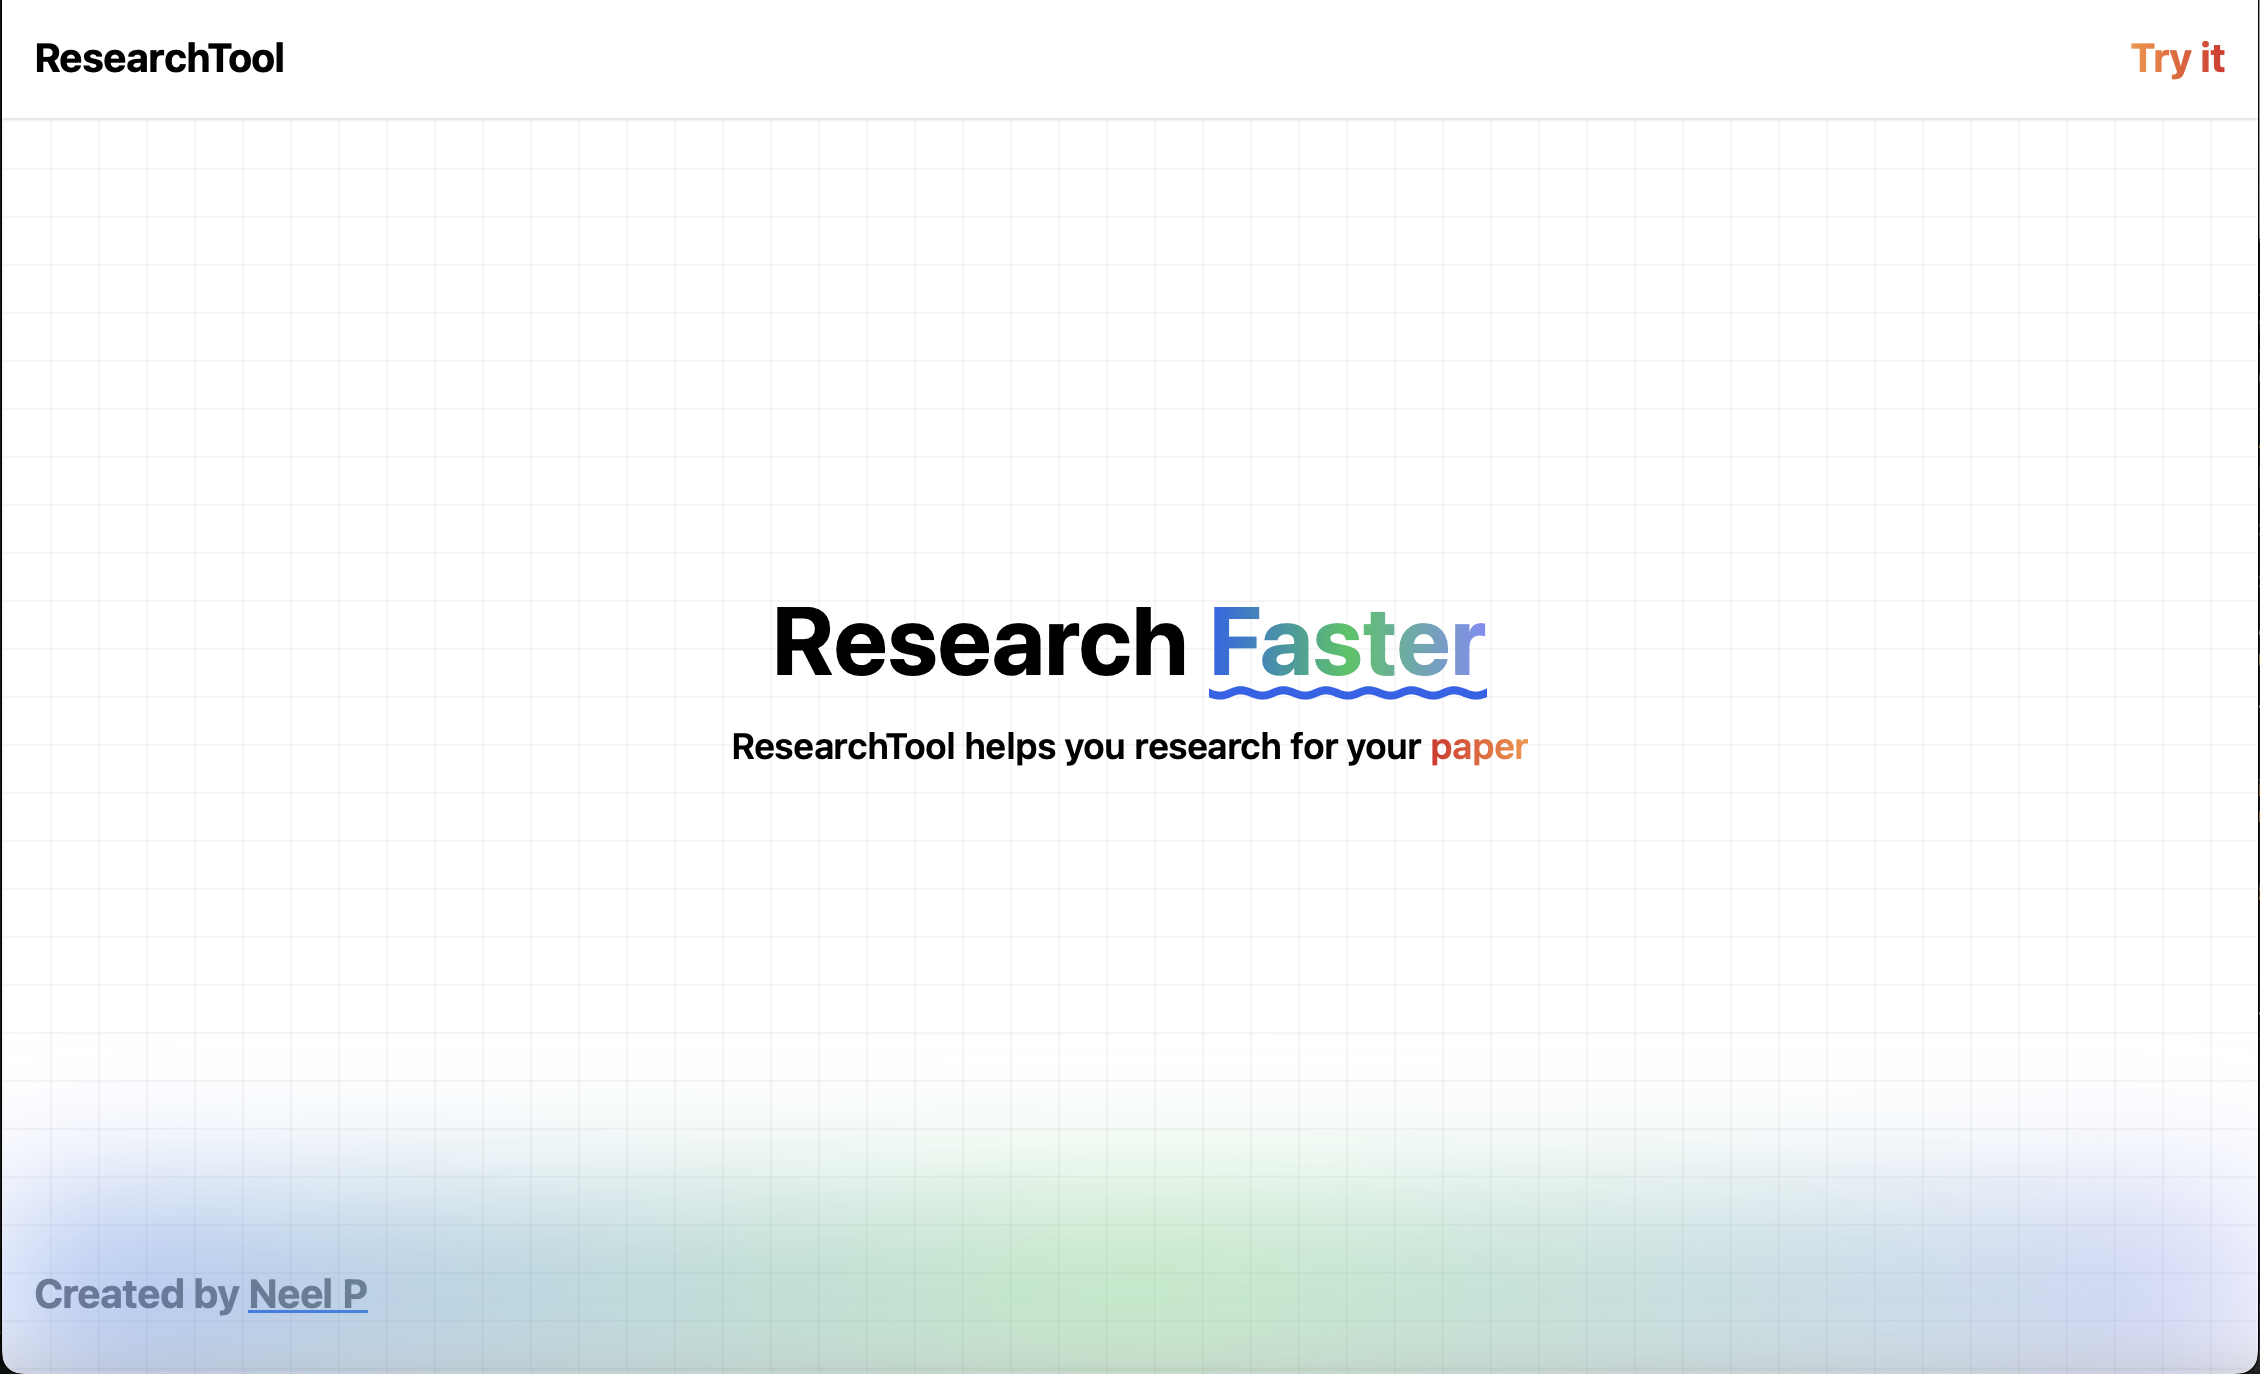 ResearchTool
Try it
Research Faster
ResearchTool helps you research for your paper
Created by Neel P